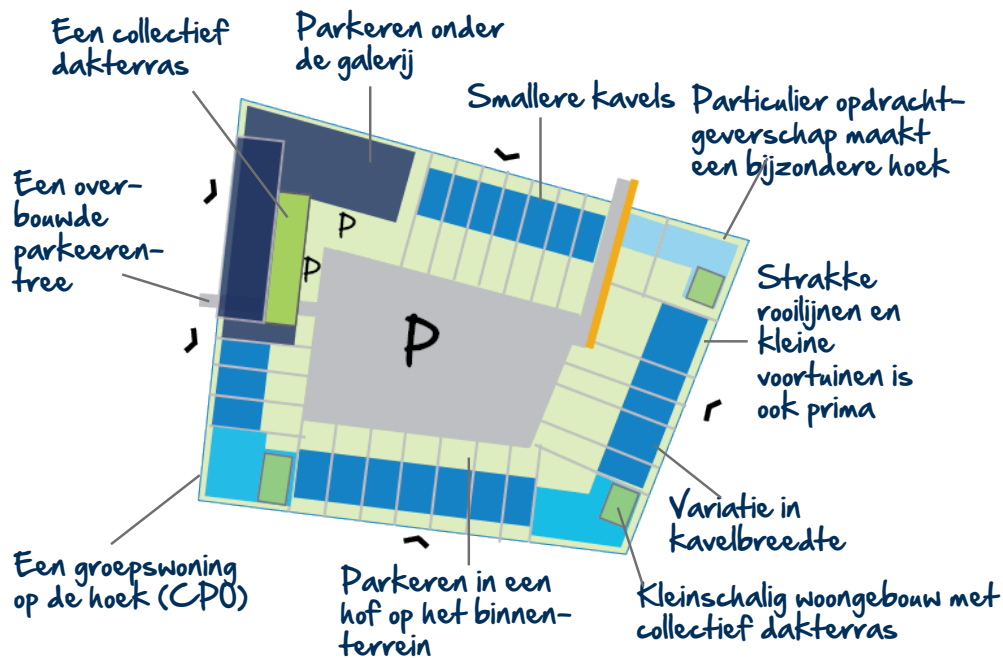 Een collectief
dakterras
Parkeren onder
de galerij
Smallere kavels
Particulier opdracht-
geverschap maakt
een bijzondere hoek
Een over-
bouwde
parkeeren-
tree
P
P
P
Strakke
rooilijnen en
kleine
voortuinen is
ook prima
Variatie in
kavelbreedte
Een groepswoning
op de hoek (CPO)
Parkeren in een
hof op het binnen-
terrein
Kleinschalig woongebouw met
collectief dakterras